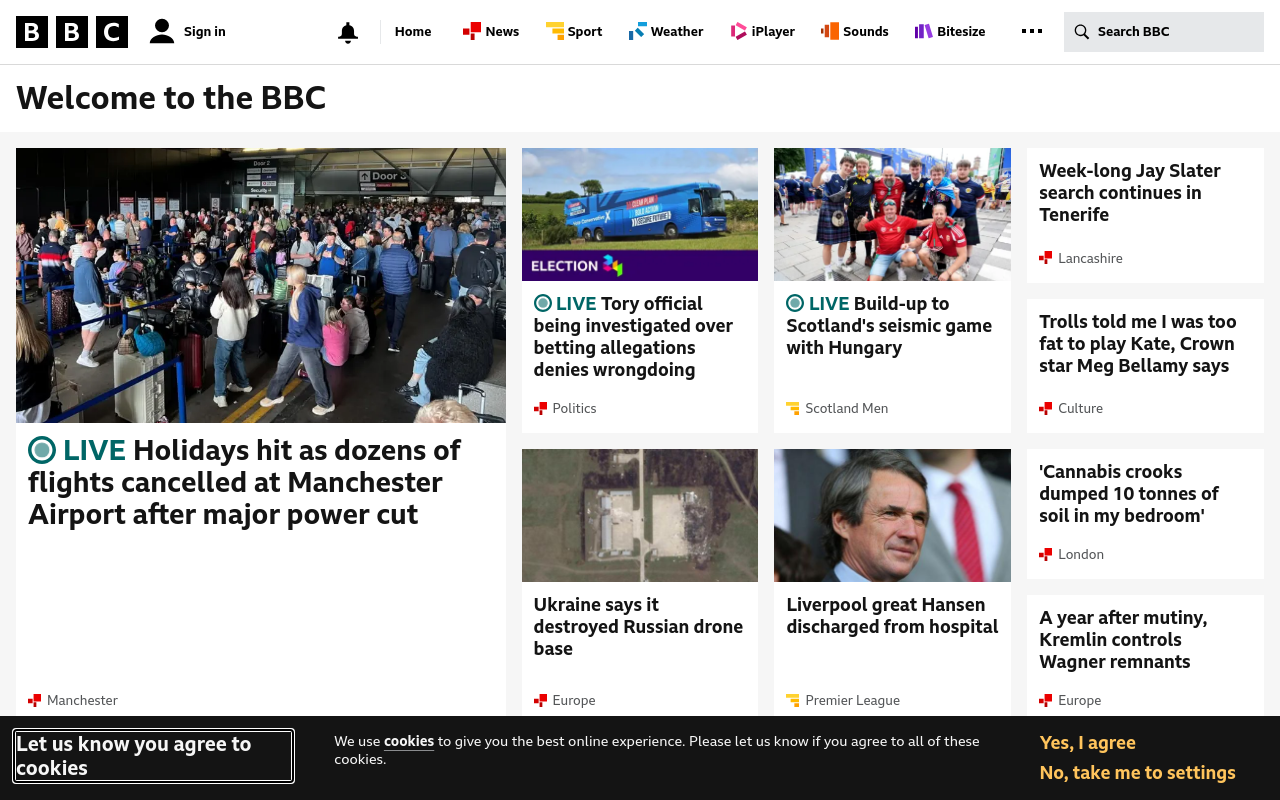 BBC
Sign in
Home
News
Sport
Weather
iPlayer
Sounds
Bitesize
Search BBC
Welcome to the BBC
Door 2
Security
Door 3
LIVE Holidays hit as dozens of
flights cancelled at Manchester
Airport after major power cut
Manchester
CLEAR PLAN
BOLD ACTION
SECURE FUTURE
ELECTION
LIVE Tory official
being investigated over
betting allegations
denies wrongdoing
Politics
LIVE Build-up to
Scotland's seismic game
with Hungary
Scotland Men
Week-long Jay Slater
search continues in
Tenerife
Lancashire
Trolls told me I was too
fat to play Kate, Crown
star Meg Bellamy says
Culture
Ukraine says it
destroyed Russian drone
base
Europe
Liverpool great Hansen
discharged from hospital
Premier League
'Cannabis crooks
dumped 10 tonnes of
soil in my bedroom'
London
A year after mutiny,
Kremlin controls
Wagner remnants
Europe
Let us know you agree to
cookies
We use cookies to give you the best online experience. Please let us know if you agree to all of these
cookies.
Yes, I agree
No, take me to settings